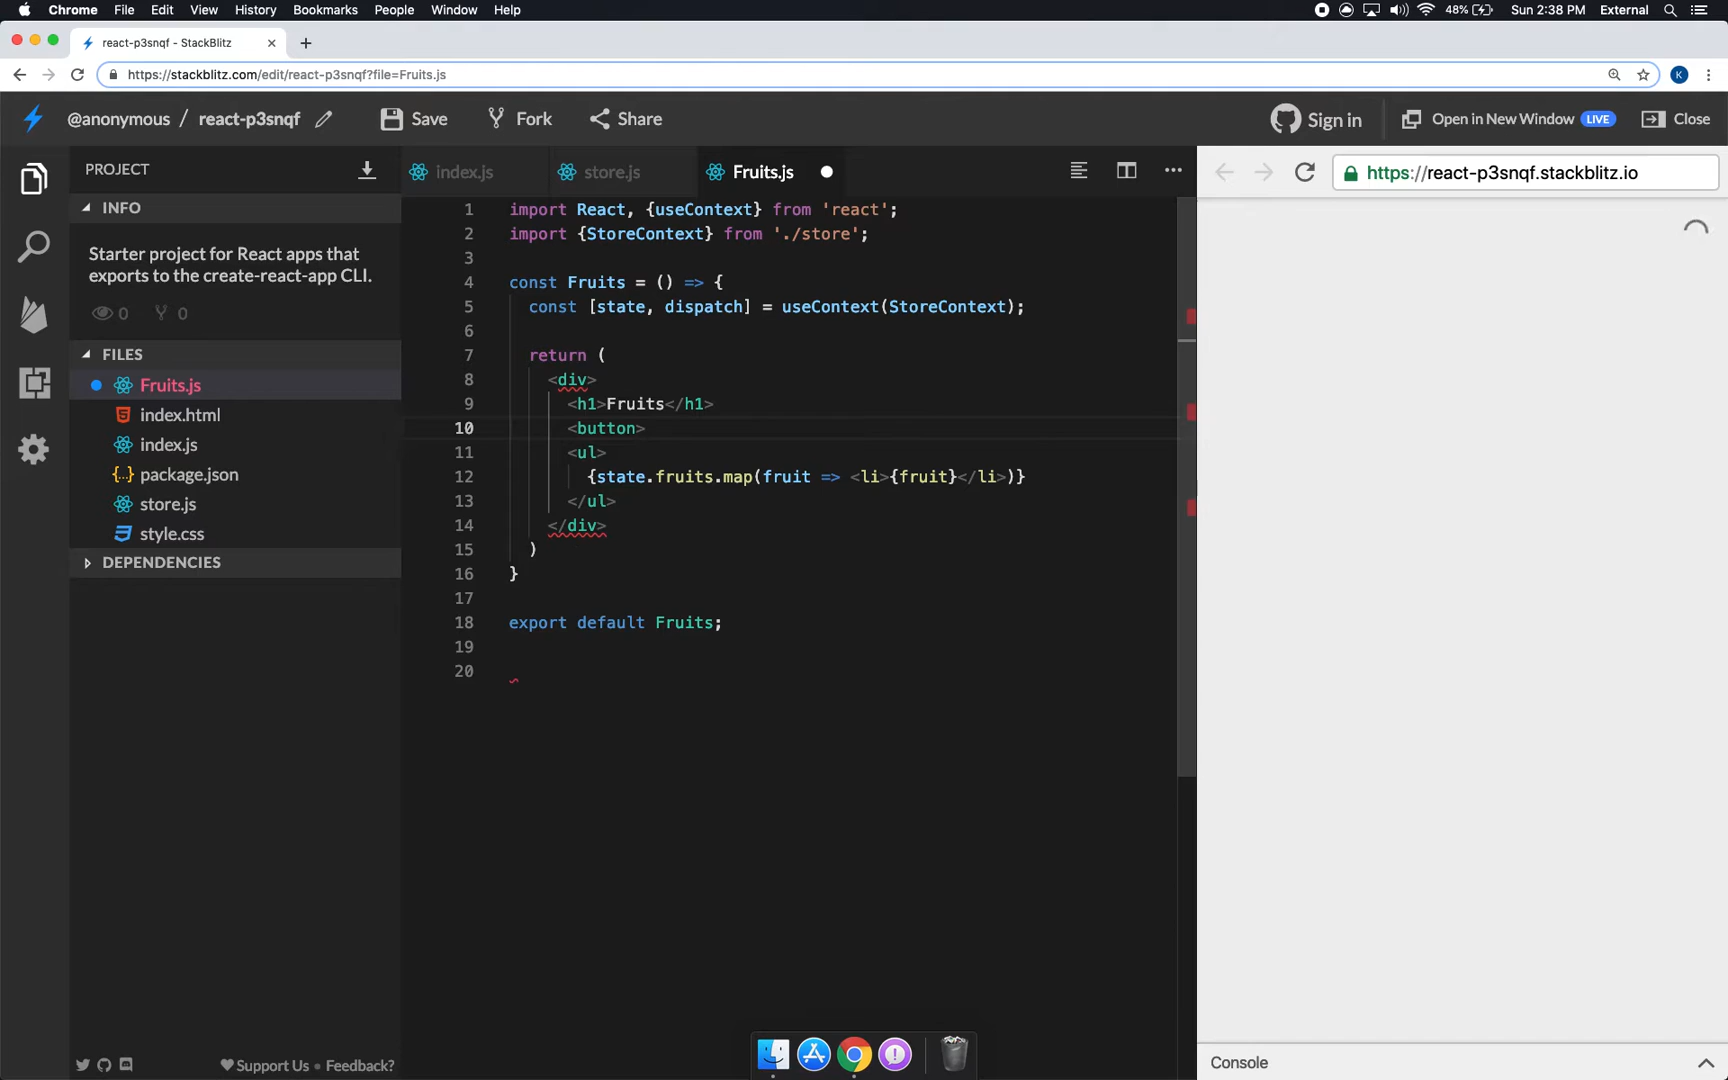 Chrome File Edit View History Bookmarks People Window Help 48% Sun 2:38 PM External
react-p3snqf - StackBlitz
https://stackblitz.com/edit/react-p3snqf?file=Fruits.js K
@anonymous / react-p3snqf Save Fork Share Sign in Open in New Window LIVE Close
PROJECT
INFO
Starter project for React apps that
exports to the create-react-app CLI.
0 0
FILES
Fruits.js
index.html
index.js
package.json
store.js
style.css
DEPENDENCIES
Support Us • Feedback?
index.js store.js Fruits.js
1 import React, {useContext} from 'react';
2 import {StoreContext} from './store';
3
4 const Fruits = () => {
5 const [state, dispatch] = useContext(StoreContext);
6
7 return (
8 <div>
9 <h1>Fruits</h1>
10 <button>
11 <ul>
12 {state.fruits.map(fruit => <li>{fruit}</li>)}
13 </ul>
14 </div>
15 )
16 }
17
18 export default Fruits;
19
20
https://react-p3snqf.stackblitz.io
Console